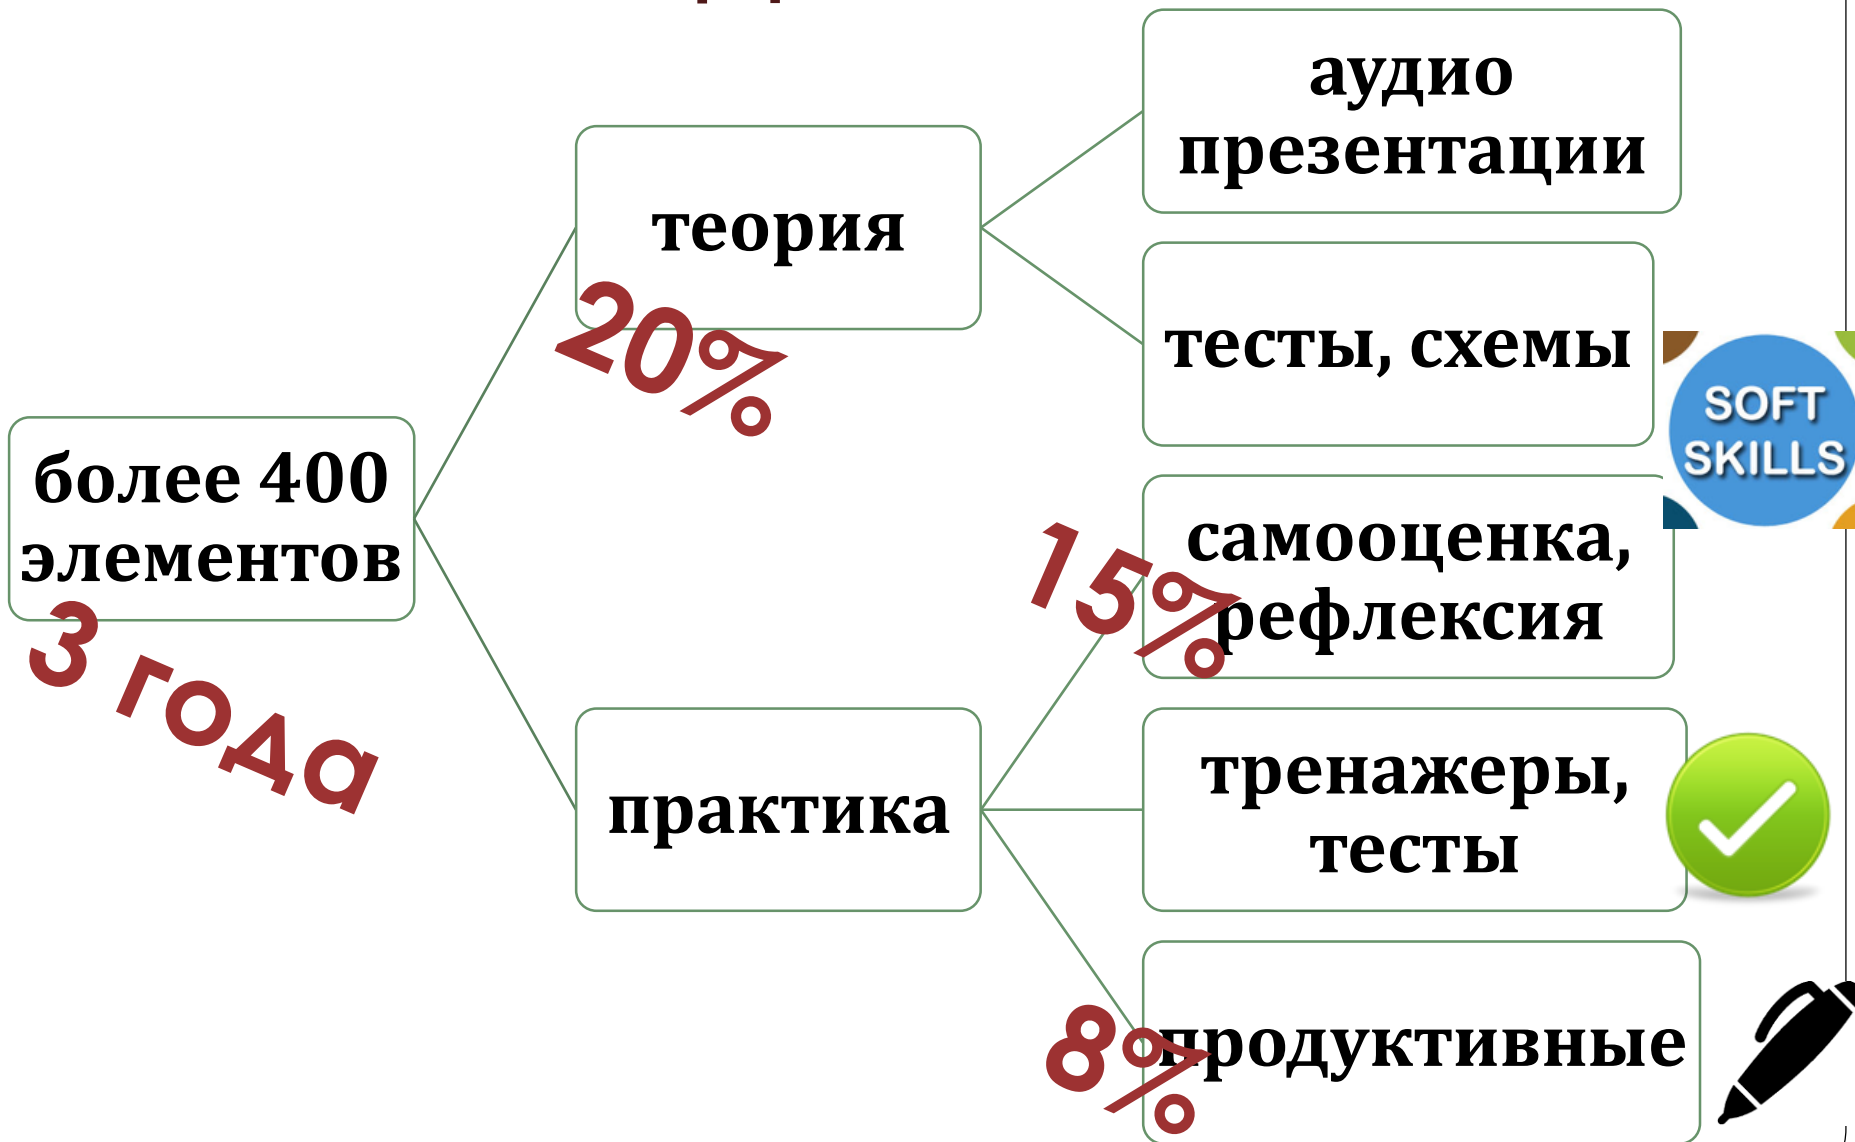 аудио
презентации
теория
20%
тесты, схемы
SOFT
SKILLS
более 400
элементов
3 года
15%
самооценка,
рефлексия
практика
тренажеры,
тесты
8%
продуктивные